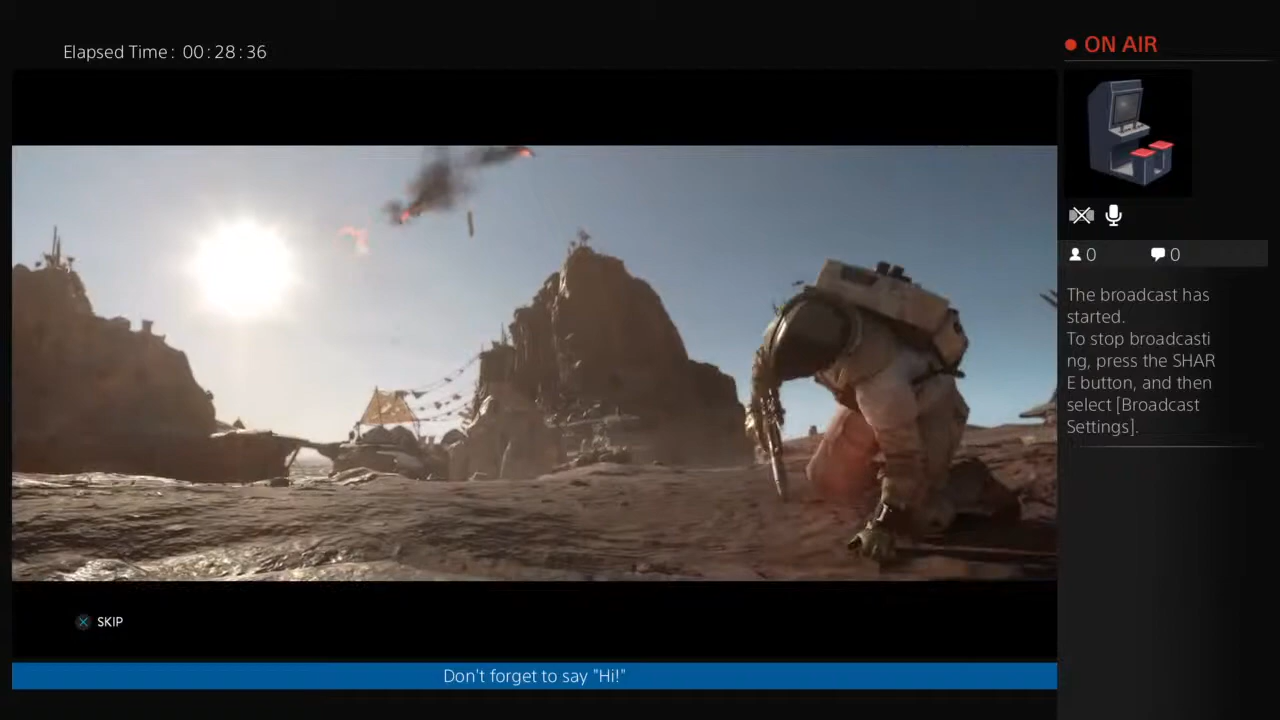 Elapsed Time: 00:28:36
ON AIR
0
0
The broadcast has
started.
To stop broadcasti
ng, press the SHAR
E button, and then
select [Broadcast
Settings].
SKIP
Don't forget to say "Hi!"